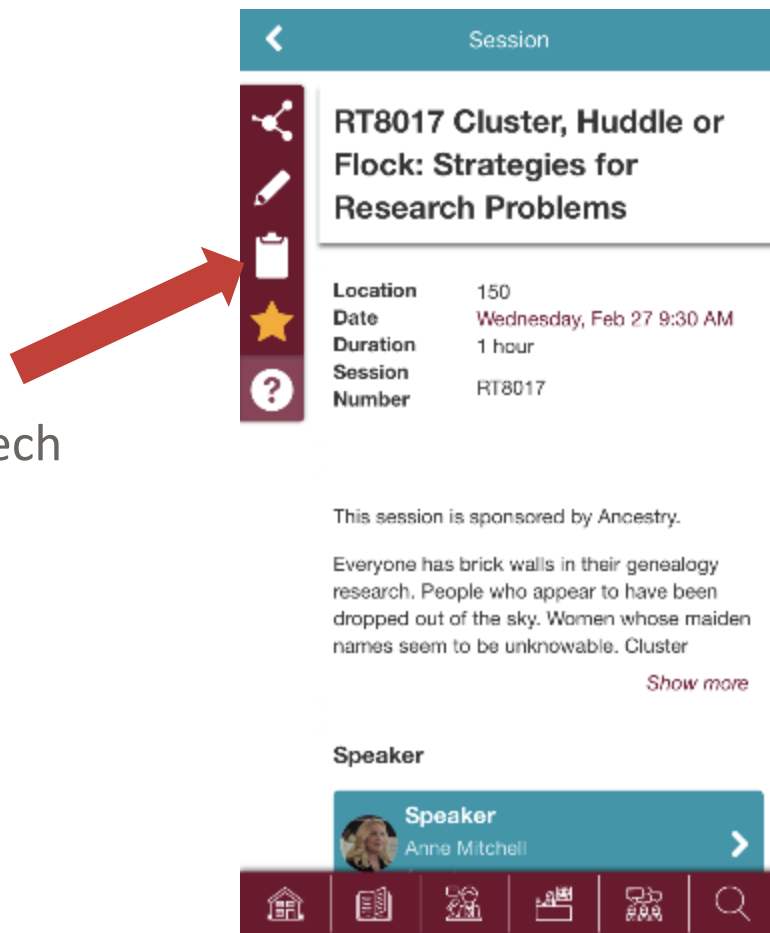 Session
RT8017 Cluster, Huddle or
Flock: Strategies for
Research Problems
Location 150
Date Wednesday, Feb 27 9:30 AM
Duration 1 hour
Session
Number RT8017
?
ech
This session is sponsored by Ancestry.
Everyone has brick walls in their genealogy
research. People who appear to have been
dropped out of the sky. Women whose maiden
names seem to be unknowable. Cluster
Show more
Speaker
Speaker
Anne Mitchell